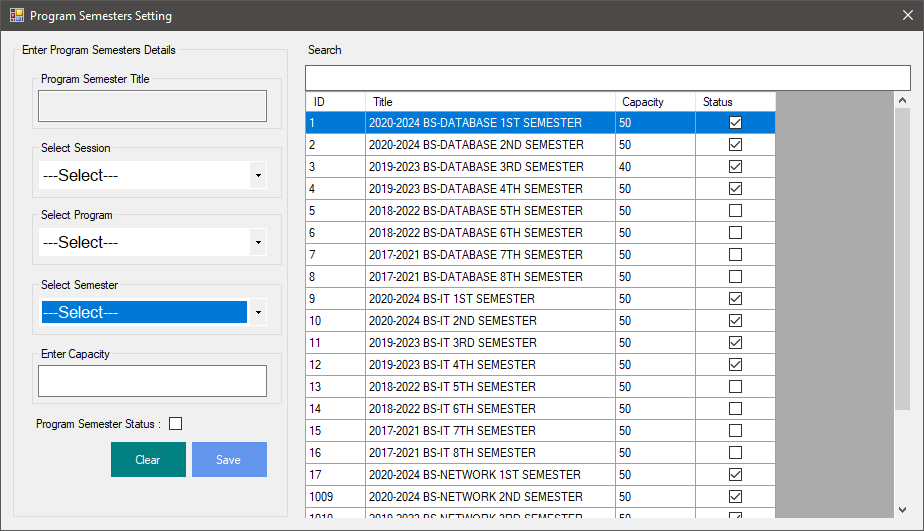 Program Semesters Setting
Enter Program Semesters Details
Program Semester Title
Select Session
---Select---
Select Program
---Select---
Select Semester
---Select---
Enter Capacity
Program Semester Status :
Clear Save
Search
ID Title Capacity Status
1 2020-2024 BS-DATABASE 1ST SEMESTER 50
2 2020-2024 BS-DATABASE 2ND SEMESTER 50
3 2019-2023 BS-DATABASE 3RD SEMESTER 40
4 2019-2023 BS-DATABASE 4TH SEMESTER 50
5 2018-2022 BS-DATABASE 5TH SEMESTER 50
6 2018-2022 BS-DATABASE 6TH SEMESTER 50
7 2017-2021 BS-DATABASE 7TH SEMESTER 50
8 2017-2021 BS-DATABASE 8TH SEMESTER 50
9 2020-2024 BS-IT 1ST SEMESTER 50
10 2020-2024 BS-IT 2ND SEMESTER 50
11 2019-2023 BS-IT 3RD SEMESTER 50
12 2019-2023 BS-IT 4TH SEMESTER 50
13 2018-2022 BS-IT 5TH SEMESTER 50
14 2018-2022 BS-IT 6TH SEMESTER 50
15 2017-2021 BS-IT 7TH SEMESTER 50
16 2017-2021 BS-IT 8TH SEMESTER 50
17 2020-2024 BS-NETWORK 1ST SEMESTER 50
1009 2020-2024 BS-NETWORK 2ND SEMESTER 50
1010 2019-2023 BS-NETWORK 3RD SEMESTER 50